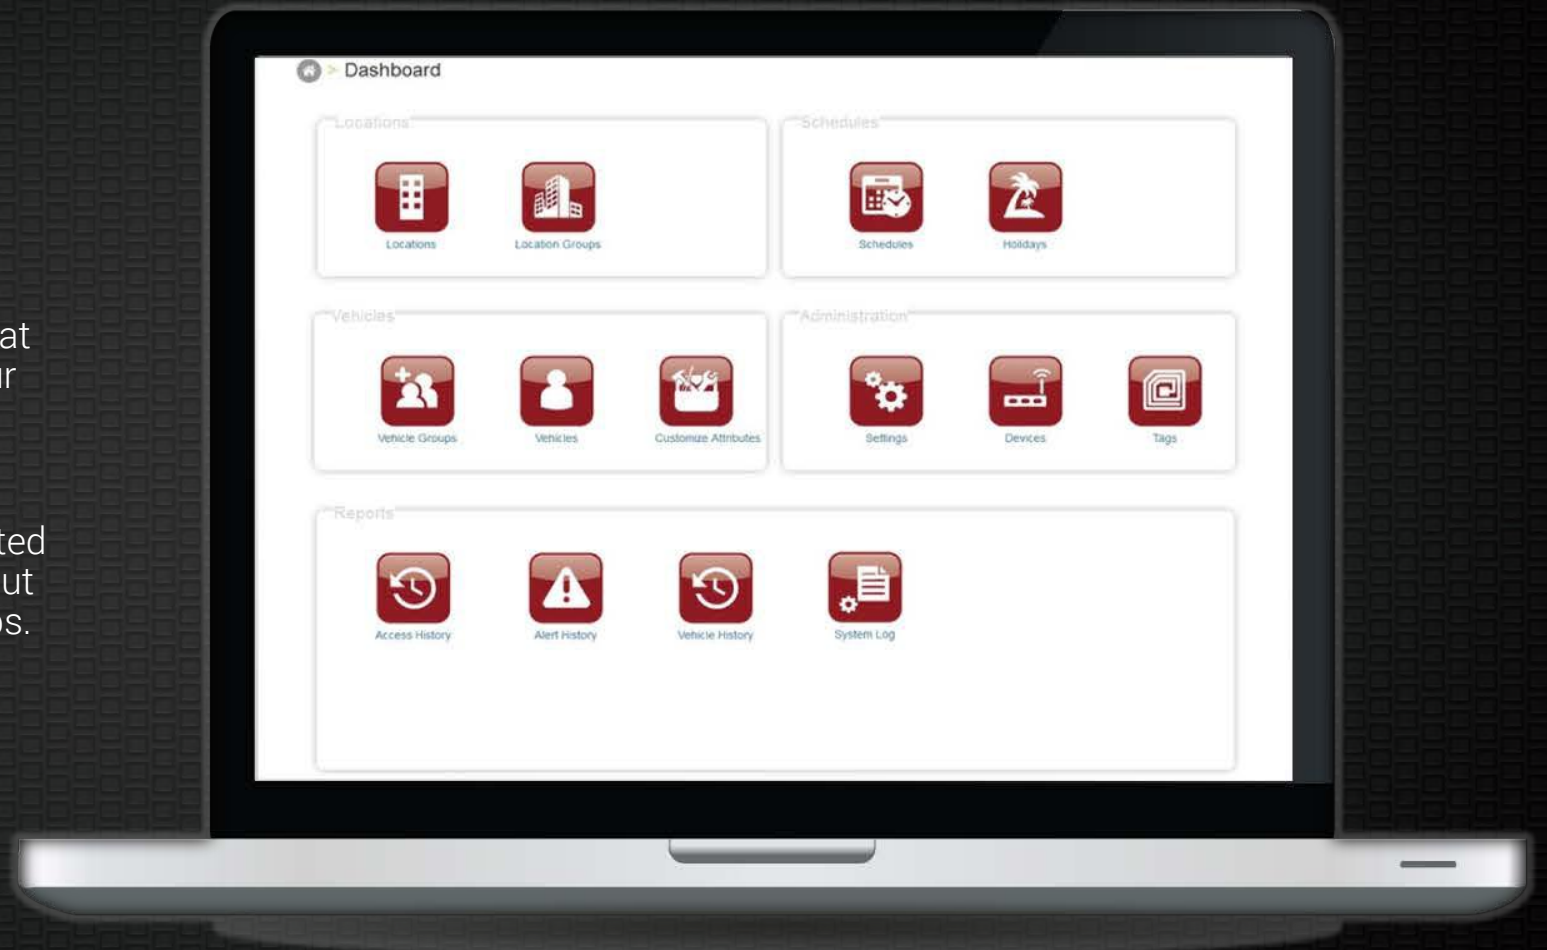 at
ur
ted
ut
os.
> Dashboard
Locations
Locations
Location Groups
Schedules
Schedules
Holidays
Vehicles
Vehicle Groups
Vehicles
Customize Attributes
Administration
Settings
Devices
Tags
Reports
Access History
Alert History
Vehicle History
System Log